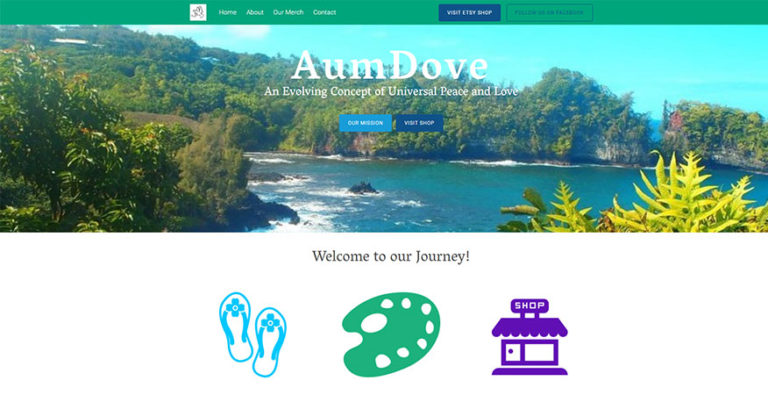 Home About Our Merch Contact VISIT ETSY SHOP FOLLOW US ON FACEBOOK
AumDove
An Evolving Concept of Universal Peace and Love
OUR MISSION VISIT SHOP
Welcome to our Journey!
SHOP